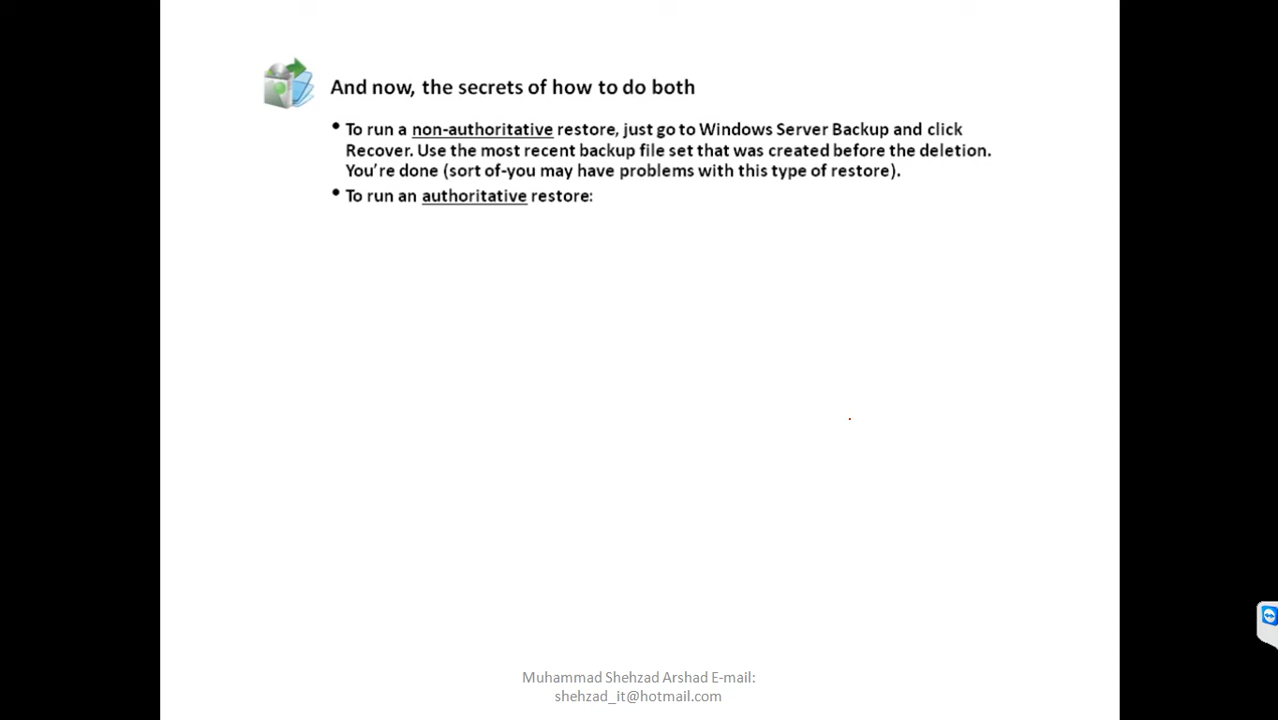 And now, the secrets of how to do both
• To run a non-authoritative restore, just go to Windows Server Backup and click
Recover. Use the most recent backup file set that was created before the deletion.
You're done (sort of-you may have problems with this type of restore).
• To run an authoritative restore:
Muhammad Shehzad Arshad E-mail:
shehzad_it@hotmail.com